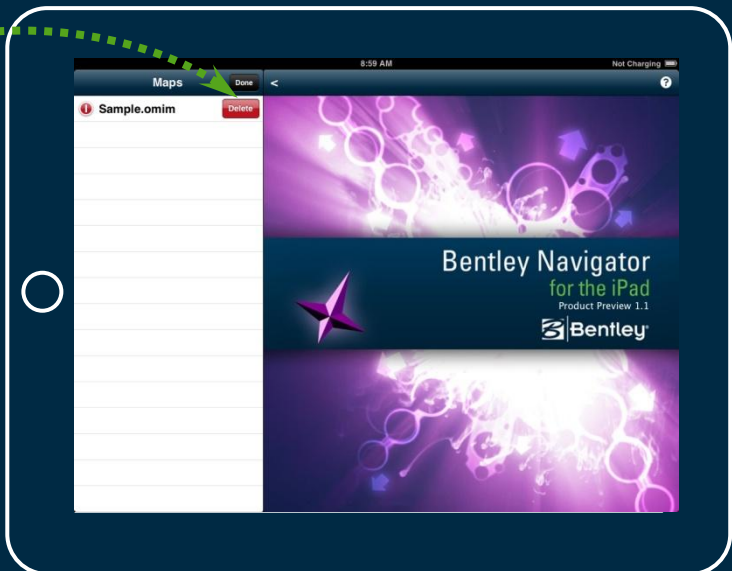 8:59 AM
Not Charging
Maps
Done
<
?
Sample.omim
Delete
Bentley Navigator
for the iPad
Product Preview 1.1
Bentley®